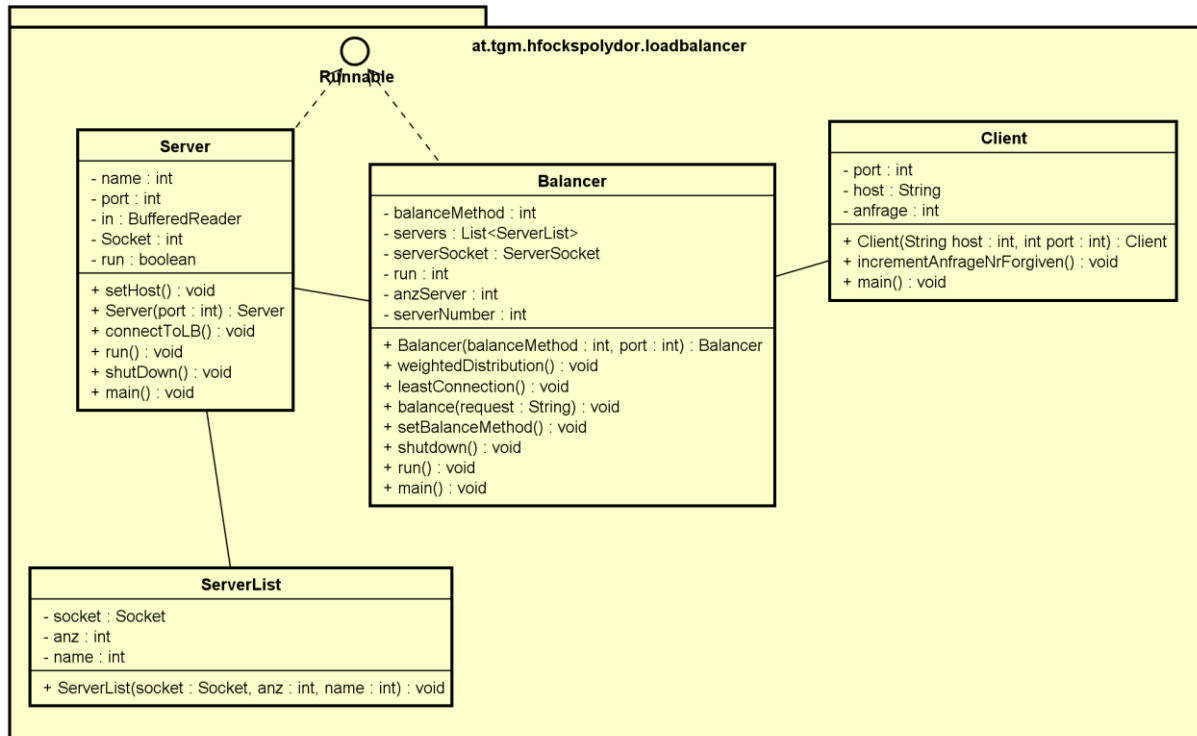 at.tgm.hfockspolydor.loadbalancer
Runnable
Server
- name : int
- port : int
- in : BufferedReader
- Socket : int
- run : boolean
+ setHost() : void
+ Server(port : int) : Server
+ connectToLB() : void
+ run() : void
+ shutDown() : void
+ main() : void
Balancer
- balanceMethod : int
- servers : List<ServerList>
- serverSocket : ServerSocket
- run : int
- anzServer : int
- serverNumber : int
+ Balancer(balanceMethod : int, port : int) : Balancer
+ weightedDistribution() : void
+ leastConnection() : void
+ balance(request : String) : void
+ setBalanceMethod() : void
+ shutdown() : void
+ run() : void
+ main() : void
Client
- port : int
- host : String
- anfrage : int
+ Client(String host : int, int port : int) : Client
+ incrementAnfrageNrForgiven() : void
+ main() : void
ServerList
- socket : Socket
- anz : int
- name : int
+ ServerList(socket : Socket, anz : int, name : int) : void